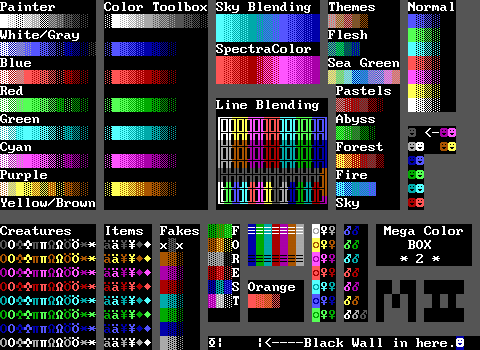 Painter
White/Gray
Blue
Red
Green
Cyan
Purple
Yellow/Brown
Color Toolbox
Sky Blending
SpectraColor
Line Blending
Themes
Flesh
Sea Green
Pastels
Abyss
Forest
Fire
Sky
Normal
<-
Creatures
Items
Fakes
x x
FOREST
Orange
Mega Color
BOX
* 2 *
<----Black Wall in here.